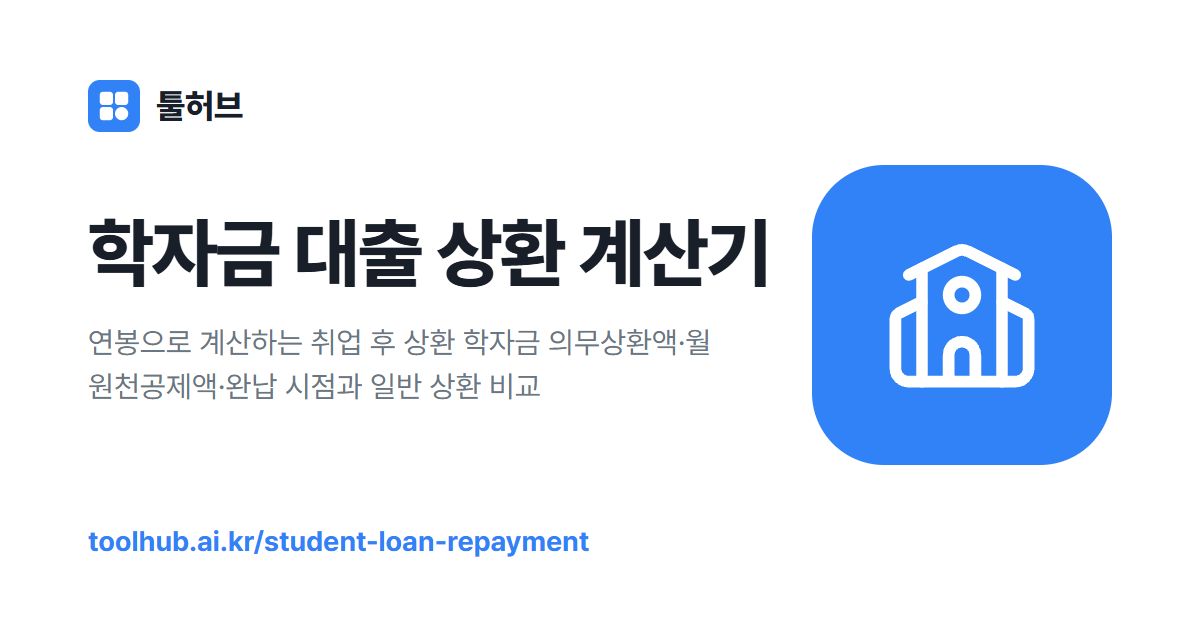 툴허브
학자금 대출 상환 계산기
연봉으로 계산하는 취업 후 상환 학자금 의무상환액·월
원천공제액·완납 시점과 일반 상환 비교
toolhub.ai.kr/student-loan-repayment